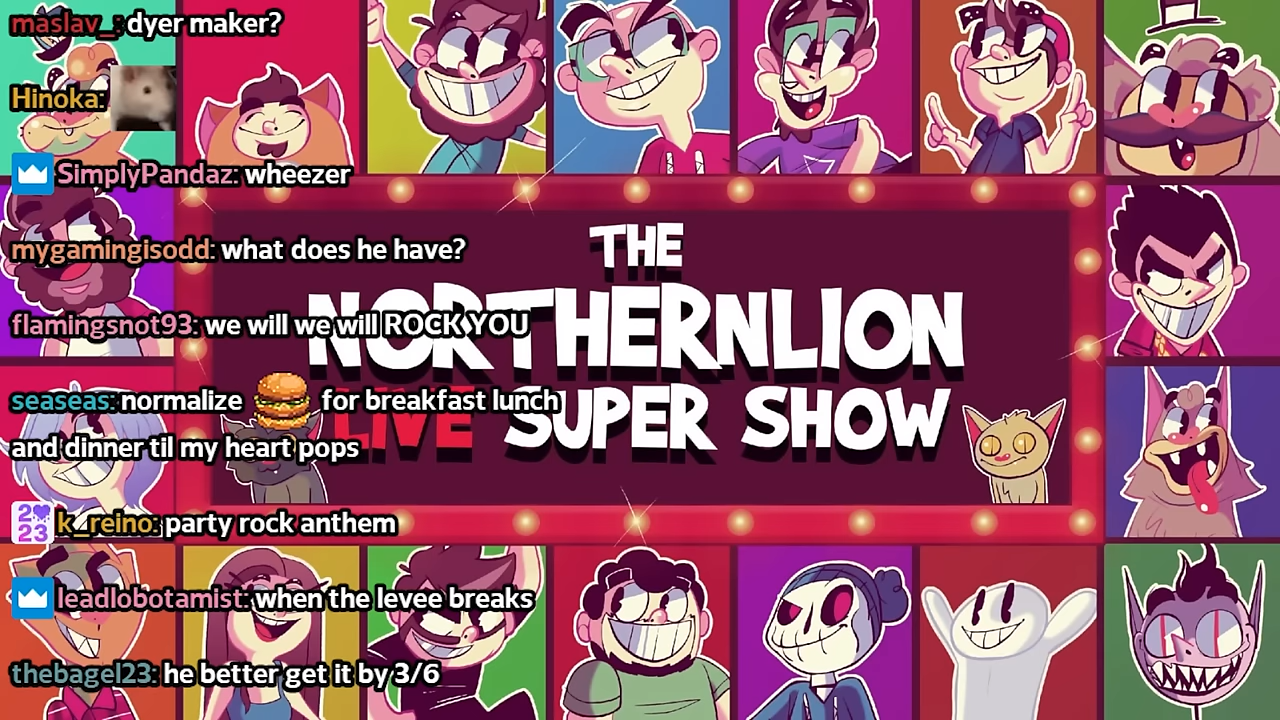 maslav_: dyer maker?
Hinoka:
SimplyPandaz: wheezer
mygamingisodd: what does he have?
flamingsnot93: we will we will ROCK YOU
seaseas: normalize for breakfast lunch
and dinner til my heart pops
2023 k_reino: party rock anthem
leadlobotamist: when the levee breaks
thebagel23: he better get it by 3/6
THE
NORTHERNLION
LIVE SUPER SHOW